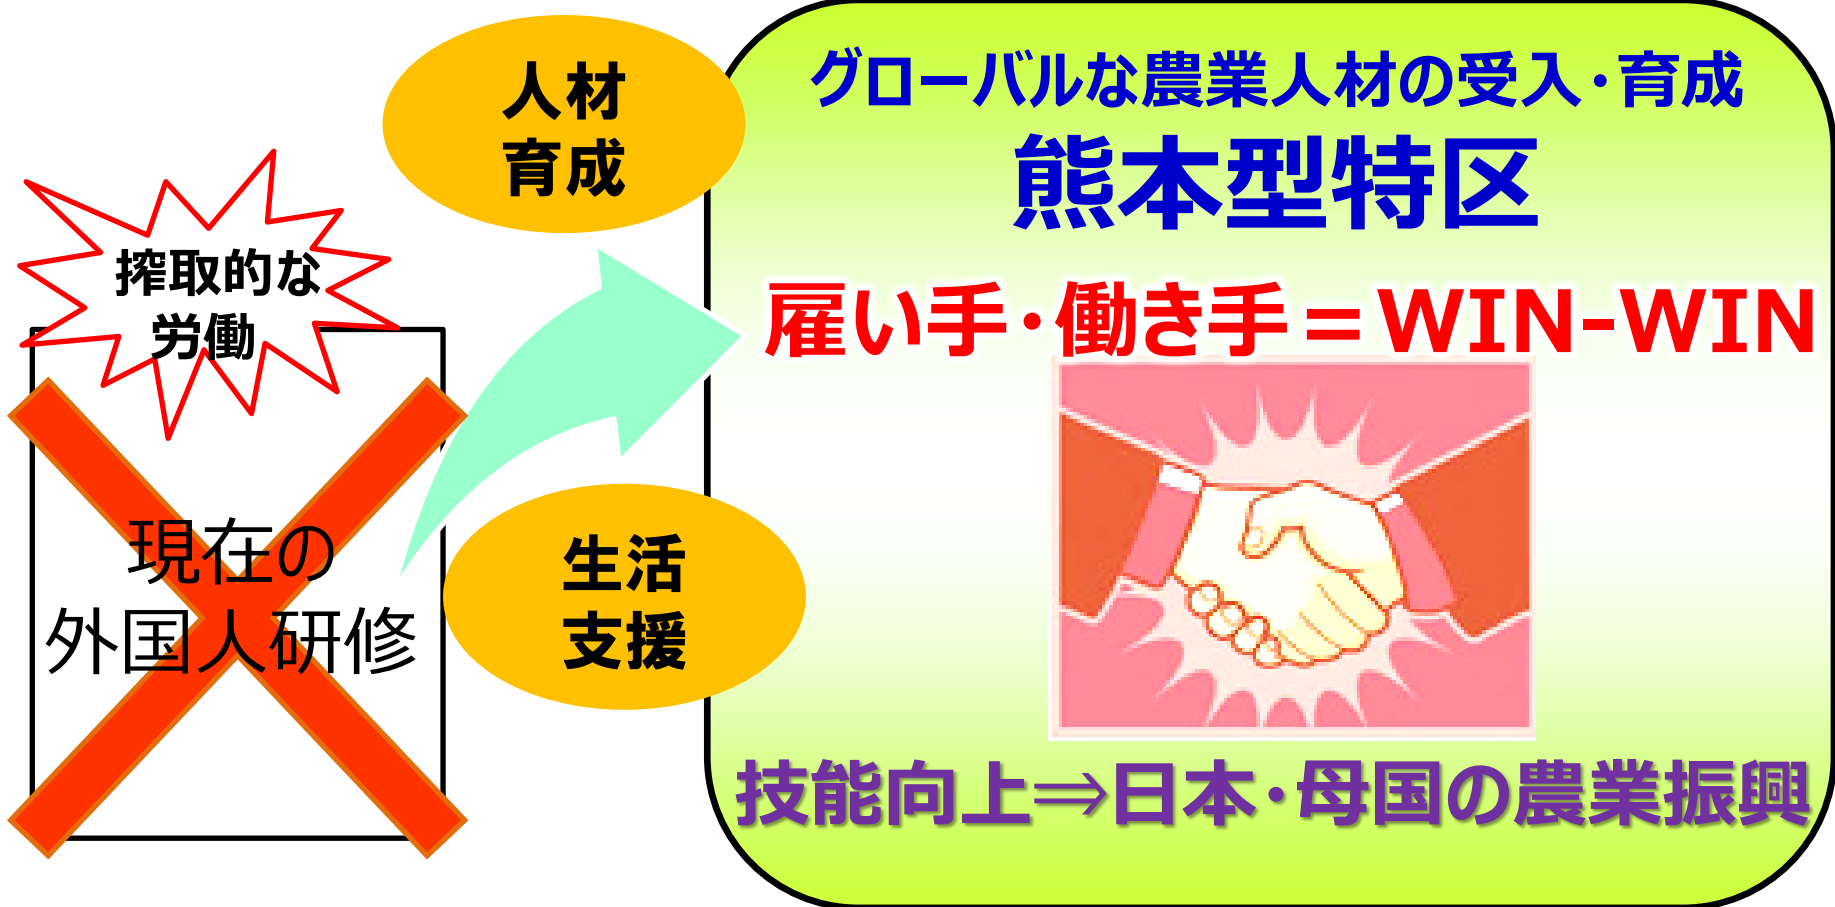 搾取的な
労働
現在の
外国人研修
人材
育成
生活
支援
グローバルな農業人材の受入・育成
熊本型特区
雇い手・働き手＝WIN-WIN
技能向上⇒日本・母国の農業振興